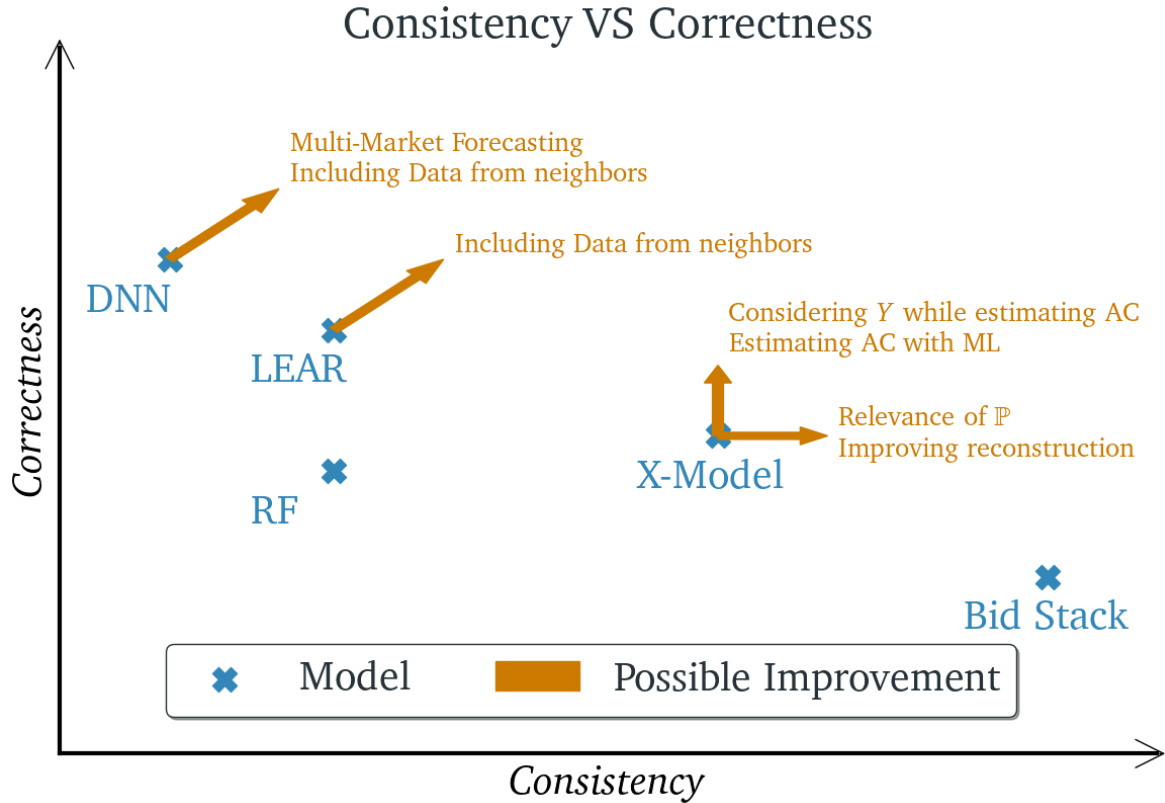 Consistency VS Correctness
Multi-Market Forecasting
Including Data from neighbors
Including Data from neighbors
DNN
Considering Y while estimating AC
Estimating AC with ML
LEAR
Relevance of ℙ
Improving reconstruction
X-Model
RF
Correctness
Bid Stack
Model
Possible Improvement
Consistency